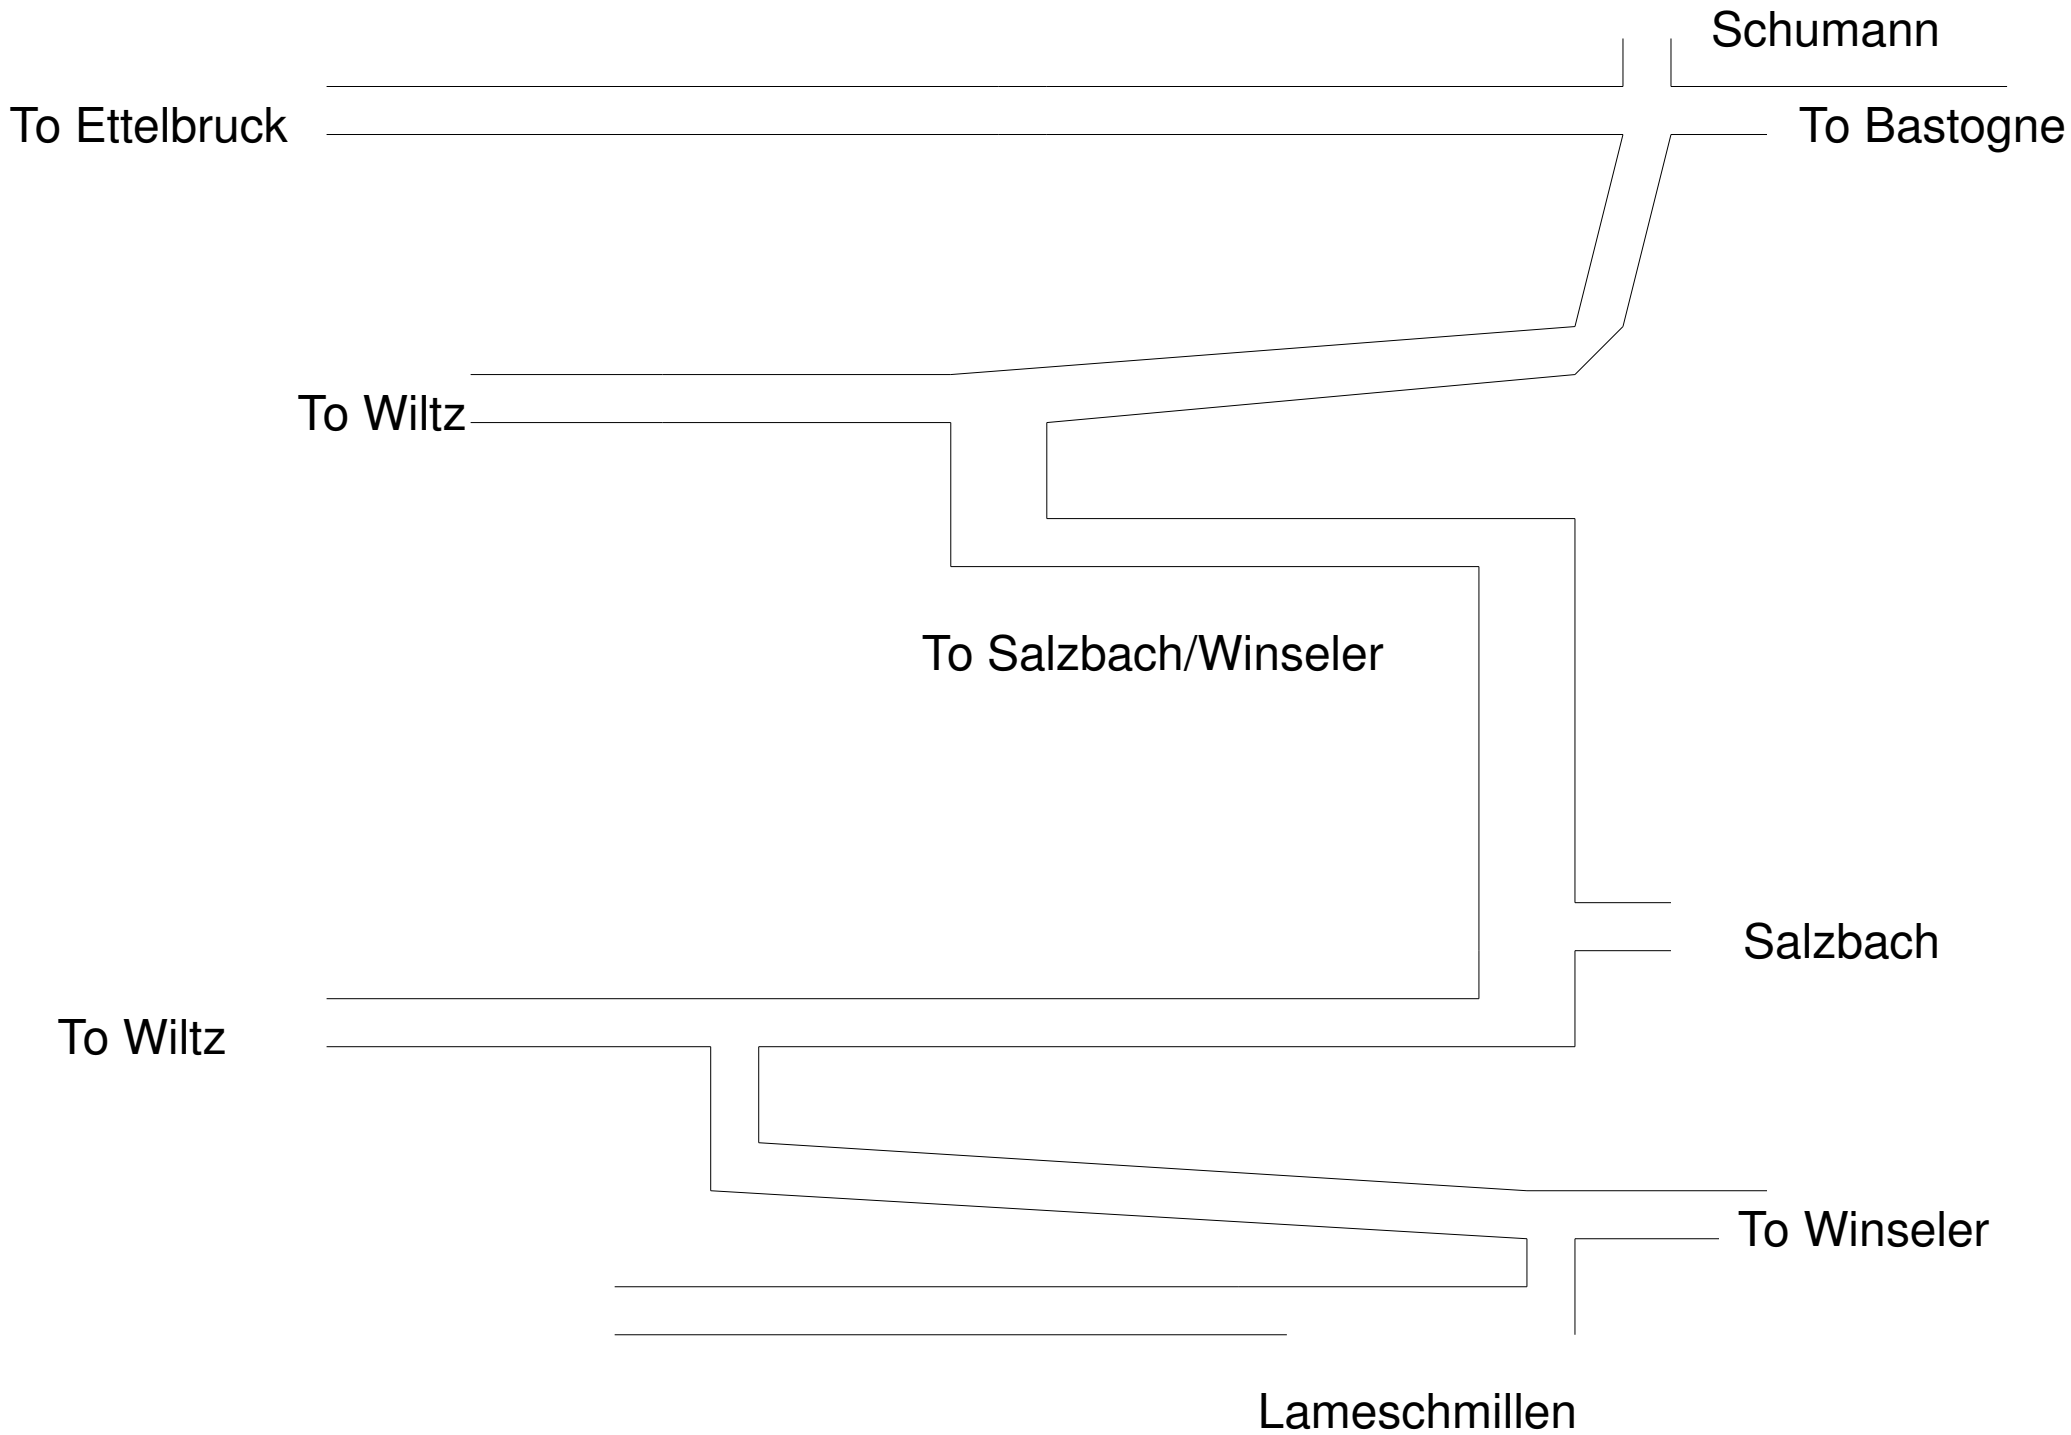 Schumann
To Ettelbruck
To Bastogne
To Wiltz
To Salzbach/Winseler
Salzbach
To Wiltz
To Winseler
Lameschmillen